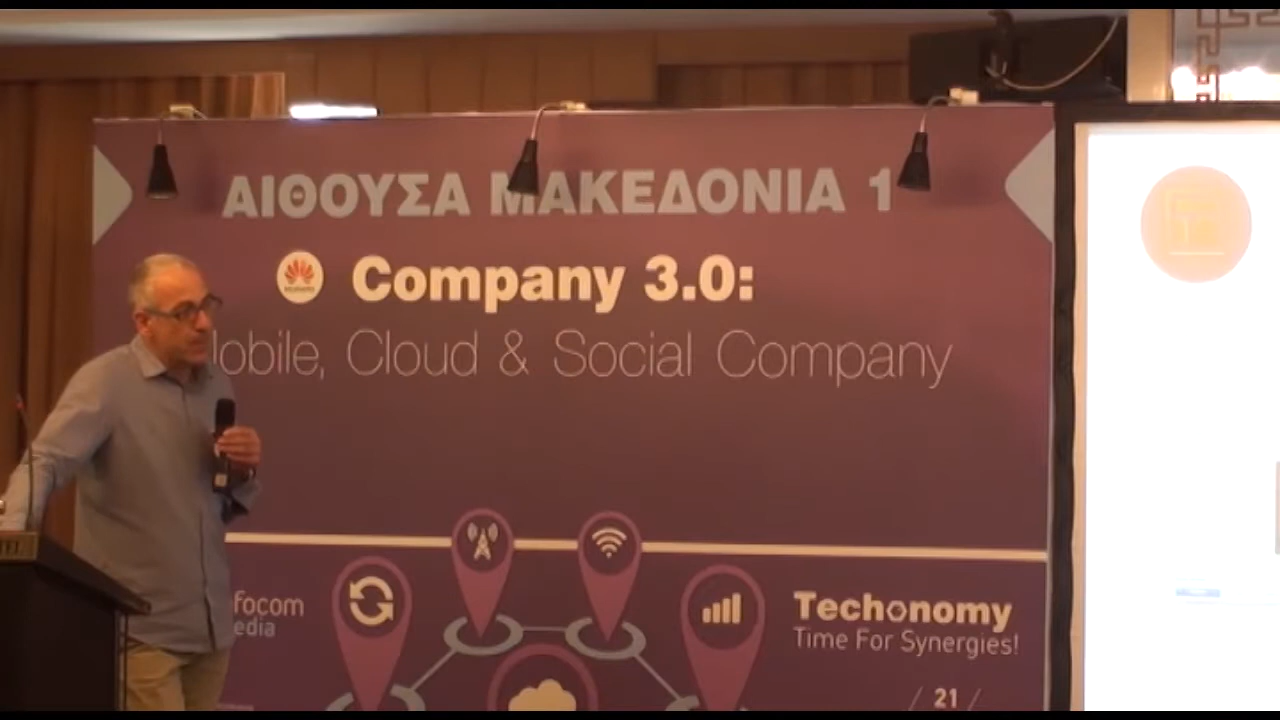 ΑΙΘΟΥΣΑ ΜΑΚΕΔΟΝΙΑ 1
Company 3.0:
obile, Cloud & Social Company
focom
edia
Techonomy
Time For Synergies!
/ 21 /